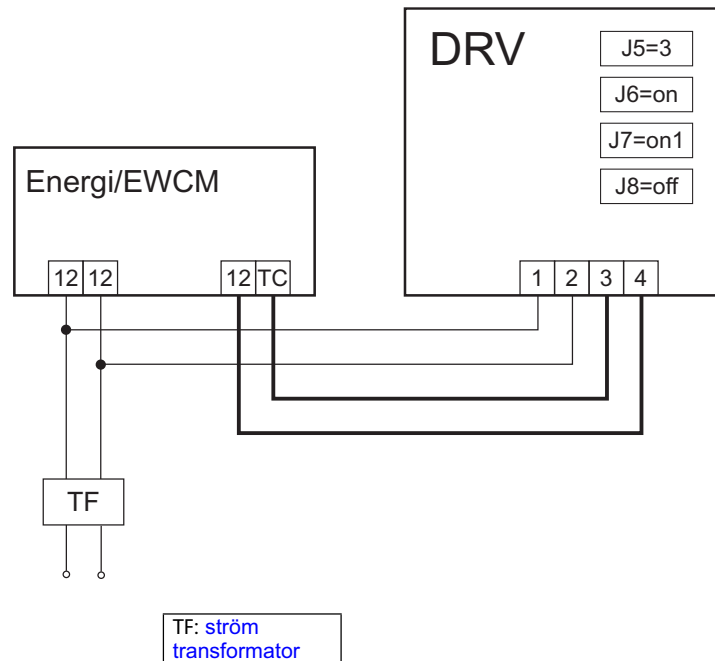 DRV
J5=3
J6=on
J7=on1
J8=off
Energi/EWCM
12 12 12 TC
1 2 3 4
TF
TF: ström
transformator